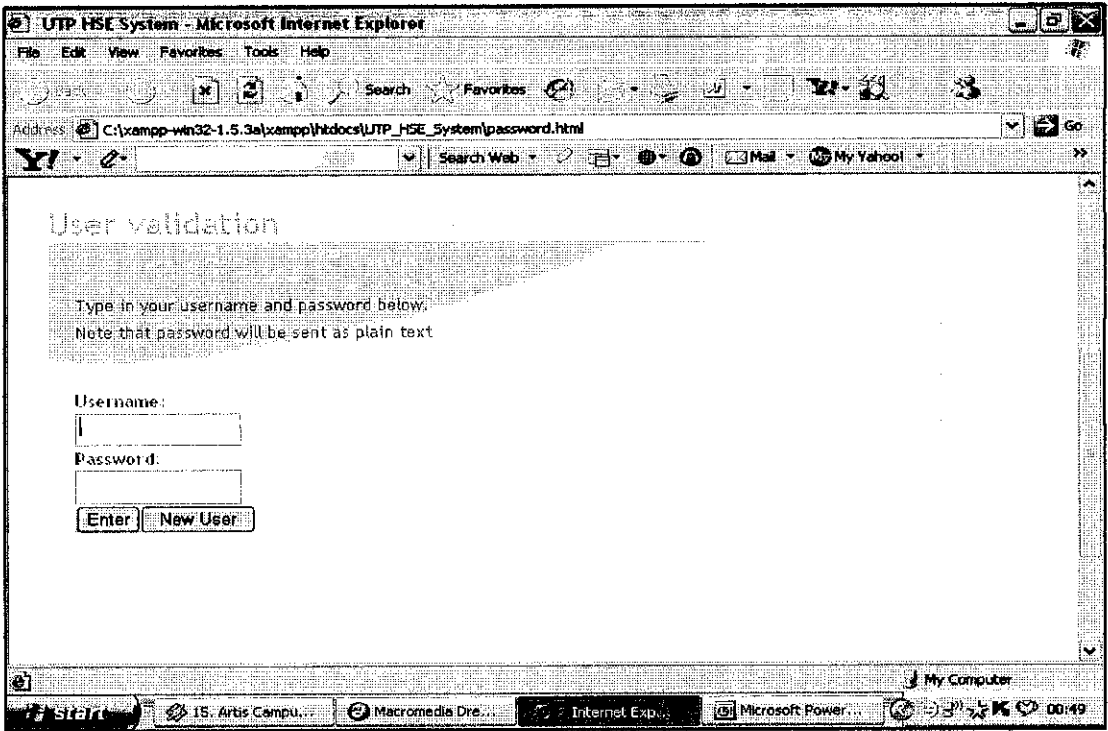 UTP HSE System - Microsoft Internet Explorer
File Edit View Favorites Tools Help
Search Favorites
Address C:\xampp-win32-1.5.3a\xampp\htdocs\UTP_HSE_System\password.html Go
Y! Search Web Mail My Yahoo!
User validation
Type in your username and password below.
Note that password will be sent as plain text
Username:
Password:
Enter New User
My Computer
start 15. Artis Campu... Macromedia Dre... Internet Exp... Microsoft Power... 00:49